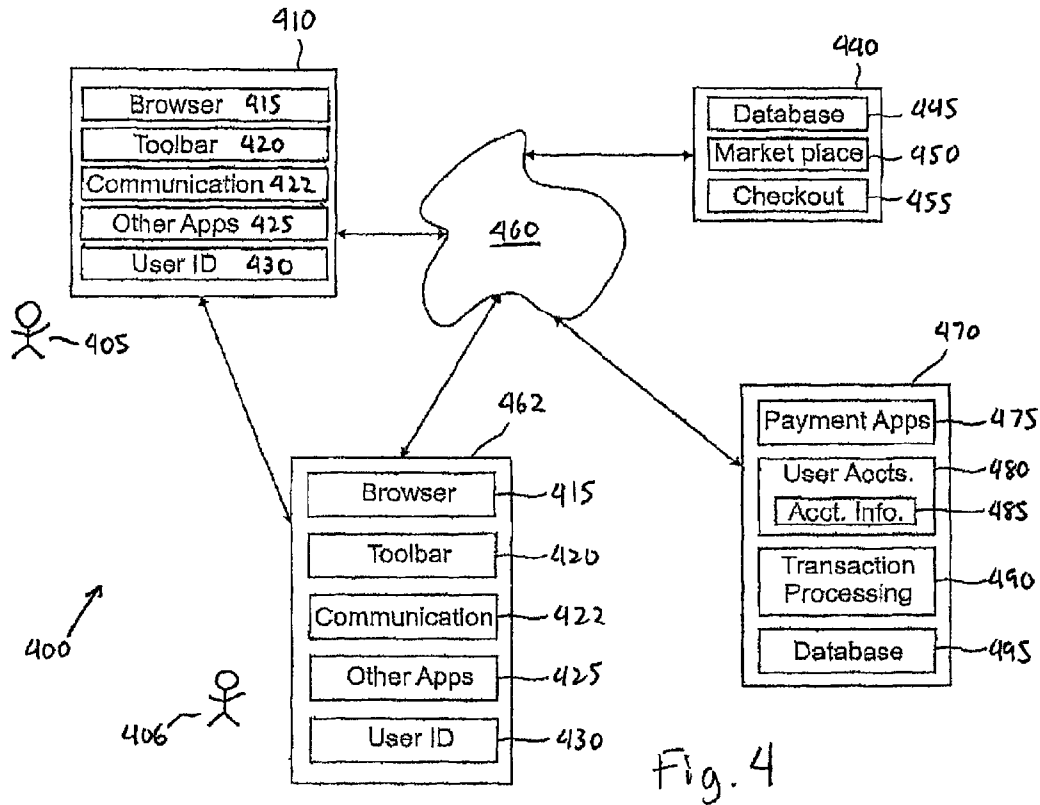 410
Browser 415
Toolbar 420
Communication 422
Other Apps 425
User ID 430
405
460
440
Database 445
Market place 450
Checkout 455
470
Payment Apps 475
User Accts. 480
Acct. Info. 485
Transaction
Processing 490
Database 495
462
Browser 415
Toolbar 420
Communication 422
Other Apps 425
User ID 430
400
406
Fig. 4